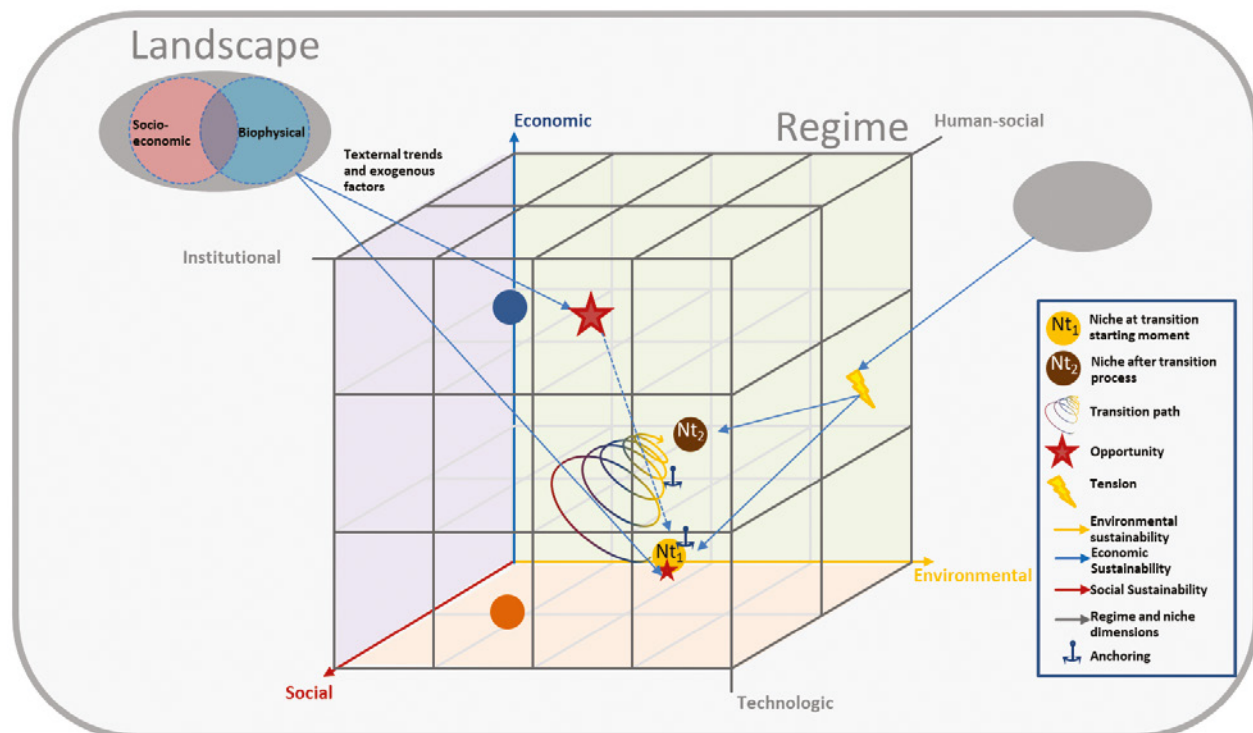 Landscape
Socio-
economic
Biophysical
Texternal trends
and exogenous
factors
Economic
Regime
Human-social
Institutional
Nt2
Nt1
Environmental
Social
Technologic
Nt1
Niche at transition
starting moment
Nt2
Niche after transition
process
Transition path
Opportunity
Tension
Environmental
sustainability
Economic
Sustainability
Social Sustainability
Regime and niche
dimensions
Anchoring